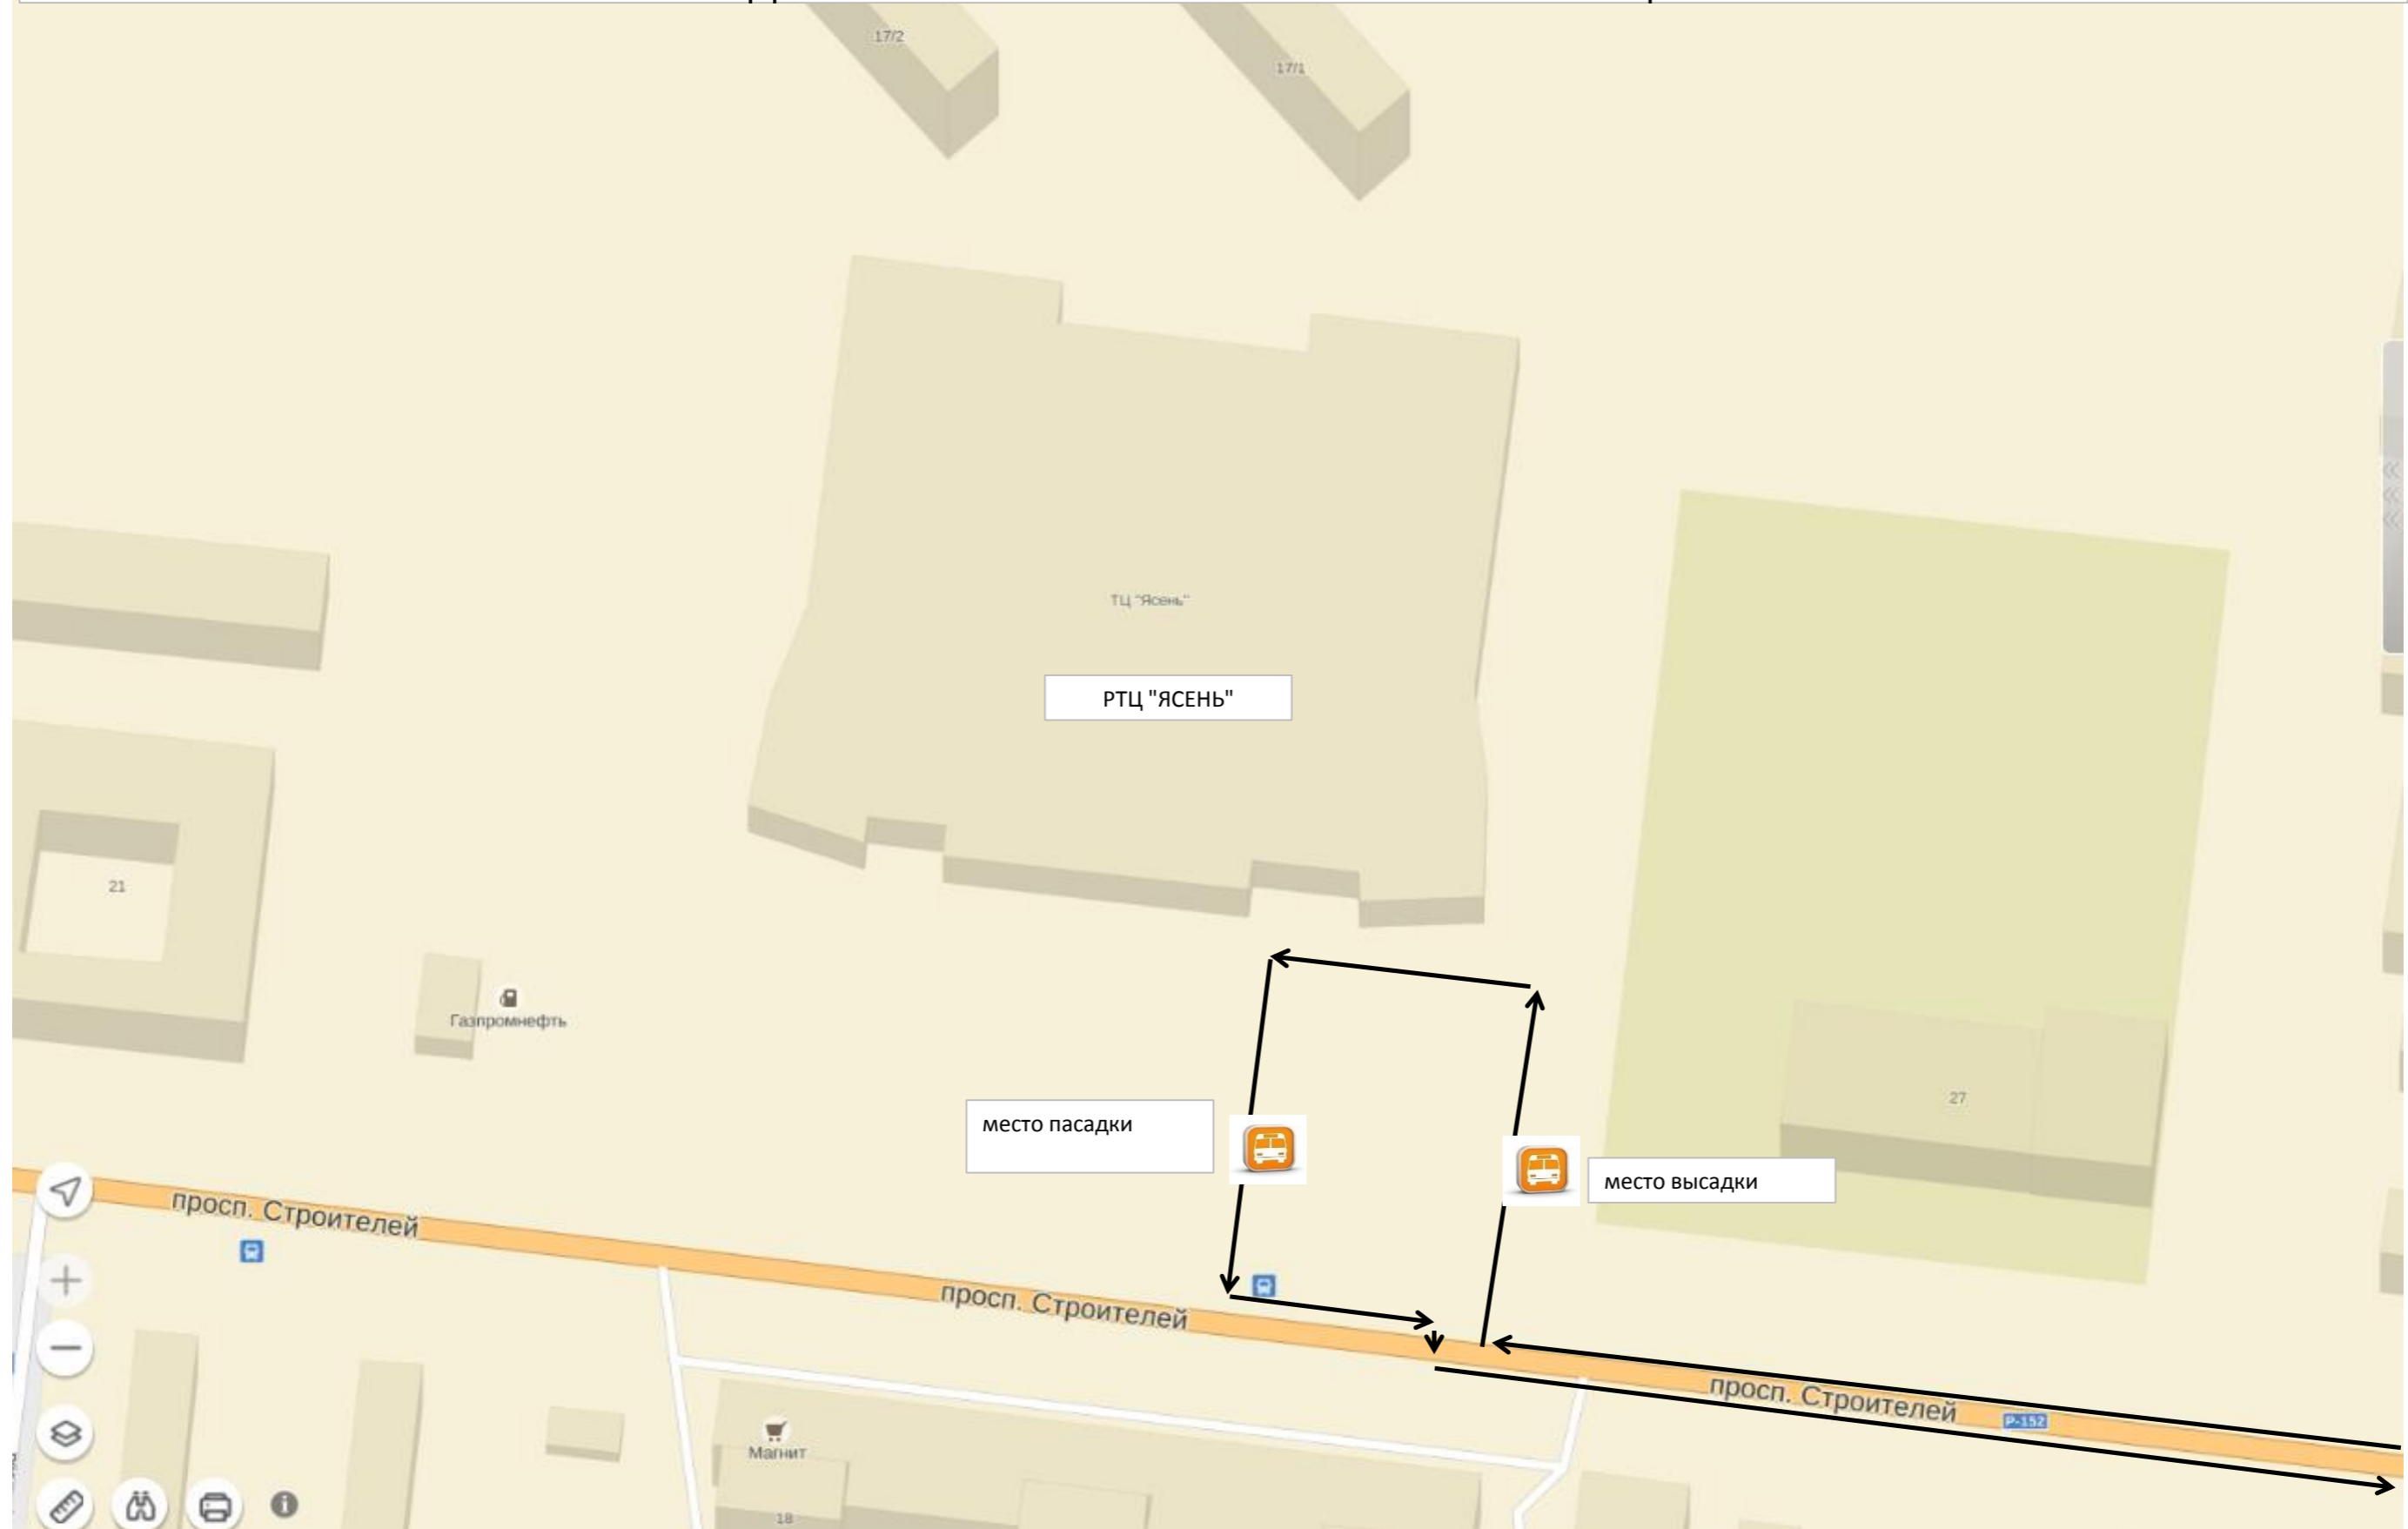 17/2
17/1
ТЦ "Ясень"
РТЦ "ЯСЕНЬ"
21
Газпромнефть
27
место пасадки
место высадки
просп. Строителей
просп. Строителей
просп. Строителей
Р-152
Магнит
18